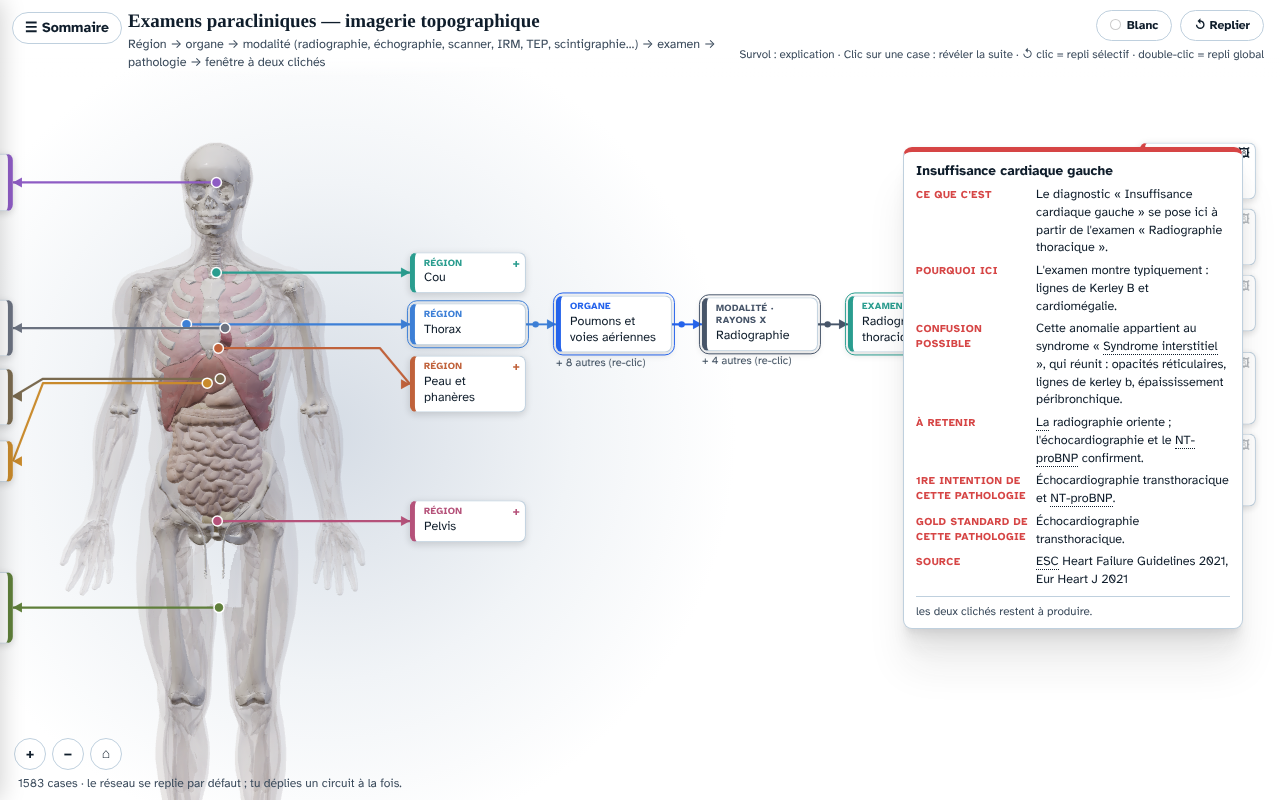 ☰ Sommaire
Examens paracliniques — imagerie topographique
Région → organe → modalité (radiographie, échographie, scanner, IRM, TEP, scintigraphie…) → examen →
pathologie → fenêtre à deux clichés
Blanc
↺ Replier
Survol : explication · Clic sur une case : révéler la suite · ↺ clic = repli sélectif · double-clic = repli global
RÉGION +
Cou
RÉGION
Thorax
RÉGION +
Peau et
phanères
RÉGION +
Pelvis
ORGANE
Poumons et
voies aériennes
+ 8 autres (re-clic)
MODALITÉ ·
RAYONS X
Radiographie
+ 4 autres (re-clic)
EXAMEN
Insuffisance cardiaque gauche
CE QUE C'EST
Le diagnostic « Insuffisance
cardiaque gauche » se pose ici à
partir de l'examen « Radiographie
thoracique ».
POURQUOI ICI
L'examen montre typiquement :
lignes de Kerley B et
cardiomégalie.
CONFUSION
POSSIBLE
Cette anomalie appartient au
syndrome « Syndrome interstitiel
», qui réunit : opacités réticulaires,
lignes de kerley b, épaississement
péribronchique.
À RETENIR
La radiographie oriente ;
l'échocardiographie et le NT-
proBNP confirment.
1RE INTENTION DE
CETTE PATHOLOGIE
Échocardiographie transthoracique
et NT-proBNP.
GOLD STANDARD DE
CETTE PATHOLOGIE
Échocardiographie
transthoracique.
SOURCE
ESC Heart Failure Guidelines 2021,
Eur Heart J 2021
les deux clichés restent à produire.
+ − ⌂
1583 cases · le réseau se replie par défaut ; tu déplies un circuit à la fois.